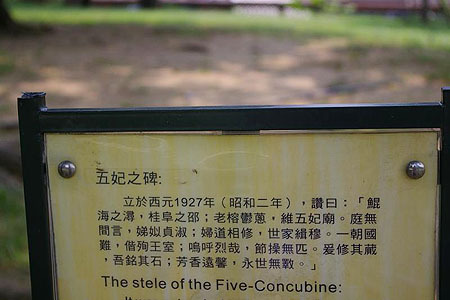 五妃之碑:
立於西元1927年（昭和二年），讚曰：「鯤
海之潯，桂阜之邵；老榕鬱蔥，維五妃廟。庭無
間言，娣姒貞淑；婦道相修，世家緝穆。一朝國
難，偕殉王室；嗚呼烈哉，節操無匹。爰修其蕆
，吾銘其石；芳香遠馨，永世無斁。」
The stele of the Five-Concubine: